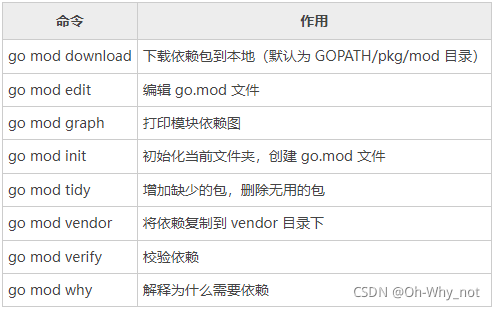 命令 作用
go mod download 下载依赖包到本地（默认为 GOPATH/pkg/mod 目录）
go mod edit 编辑 go.mod 文件
go mod graph 打印模块依赖图
go mod init 初始化当前文件夹，创建 go.mod 文件
go mod tidy 增加缺少的包，删除无用的包
go mod vendor 将依赖复制到 vendor 目录下
go mod verify 校验依赖
go mod why 解释为什么需要依赖
CSDN @Oh-Why_not